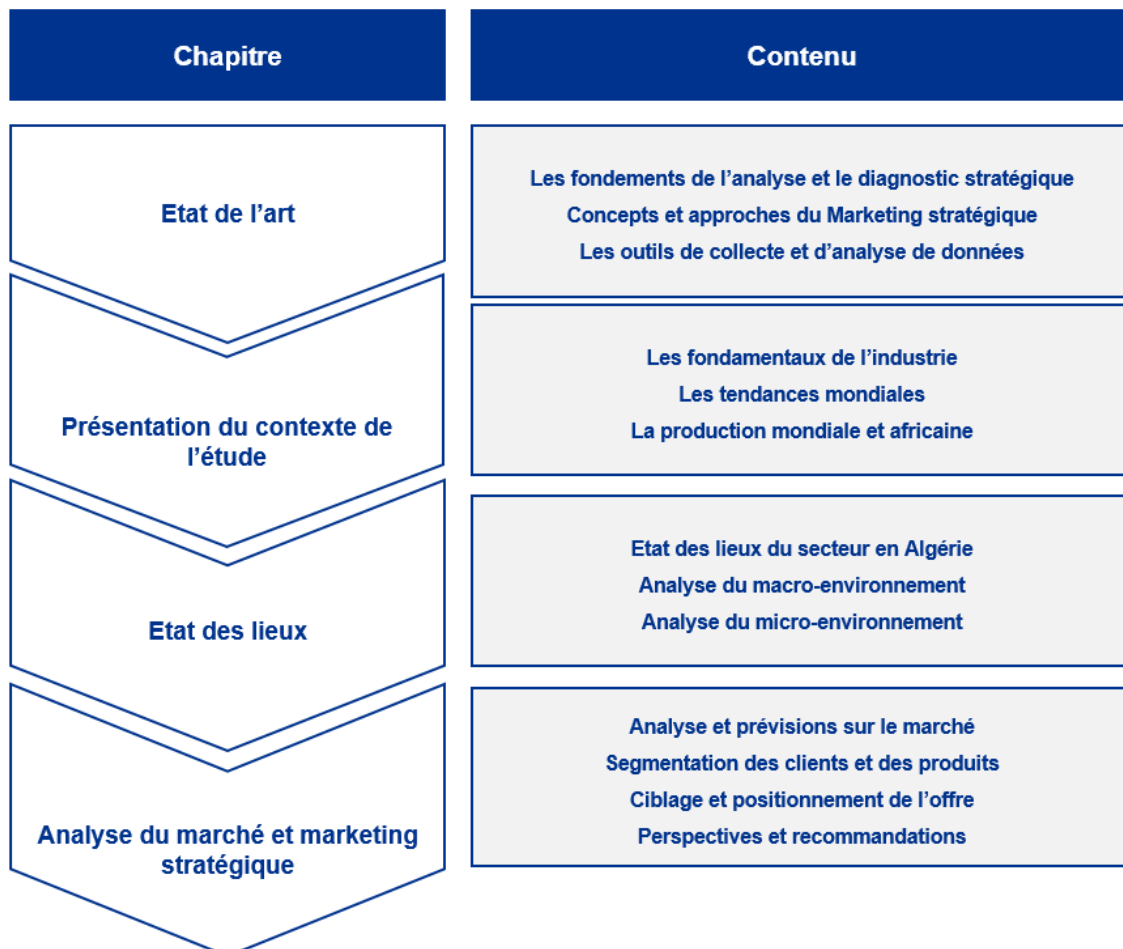 Chapitre
Contenu
Etat de l’art
Les fondements de l’analyse et le diagnostic stratégique
Concepts et approches du Marketing stratégique
Les outils de collecte et d’analyse de données
Présentation du contexte de
l’étude
Les fondamentaux de l’industrie
Les tendances mondiales
La production mondiale et africaine
Etat des lieux
Etat des lieux du secteur en Algérie
Analyse du macro-environnement
Analyse du micro-environnement
Analyse du marché et marketing
stratégique
Analyse et prévisions sur le marché
Segmentation des clients et des produits
Ciblage et positionnement de l’offre
Perspectives et recommandations